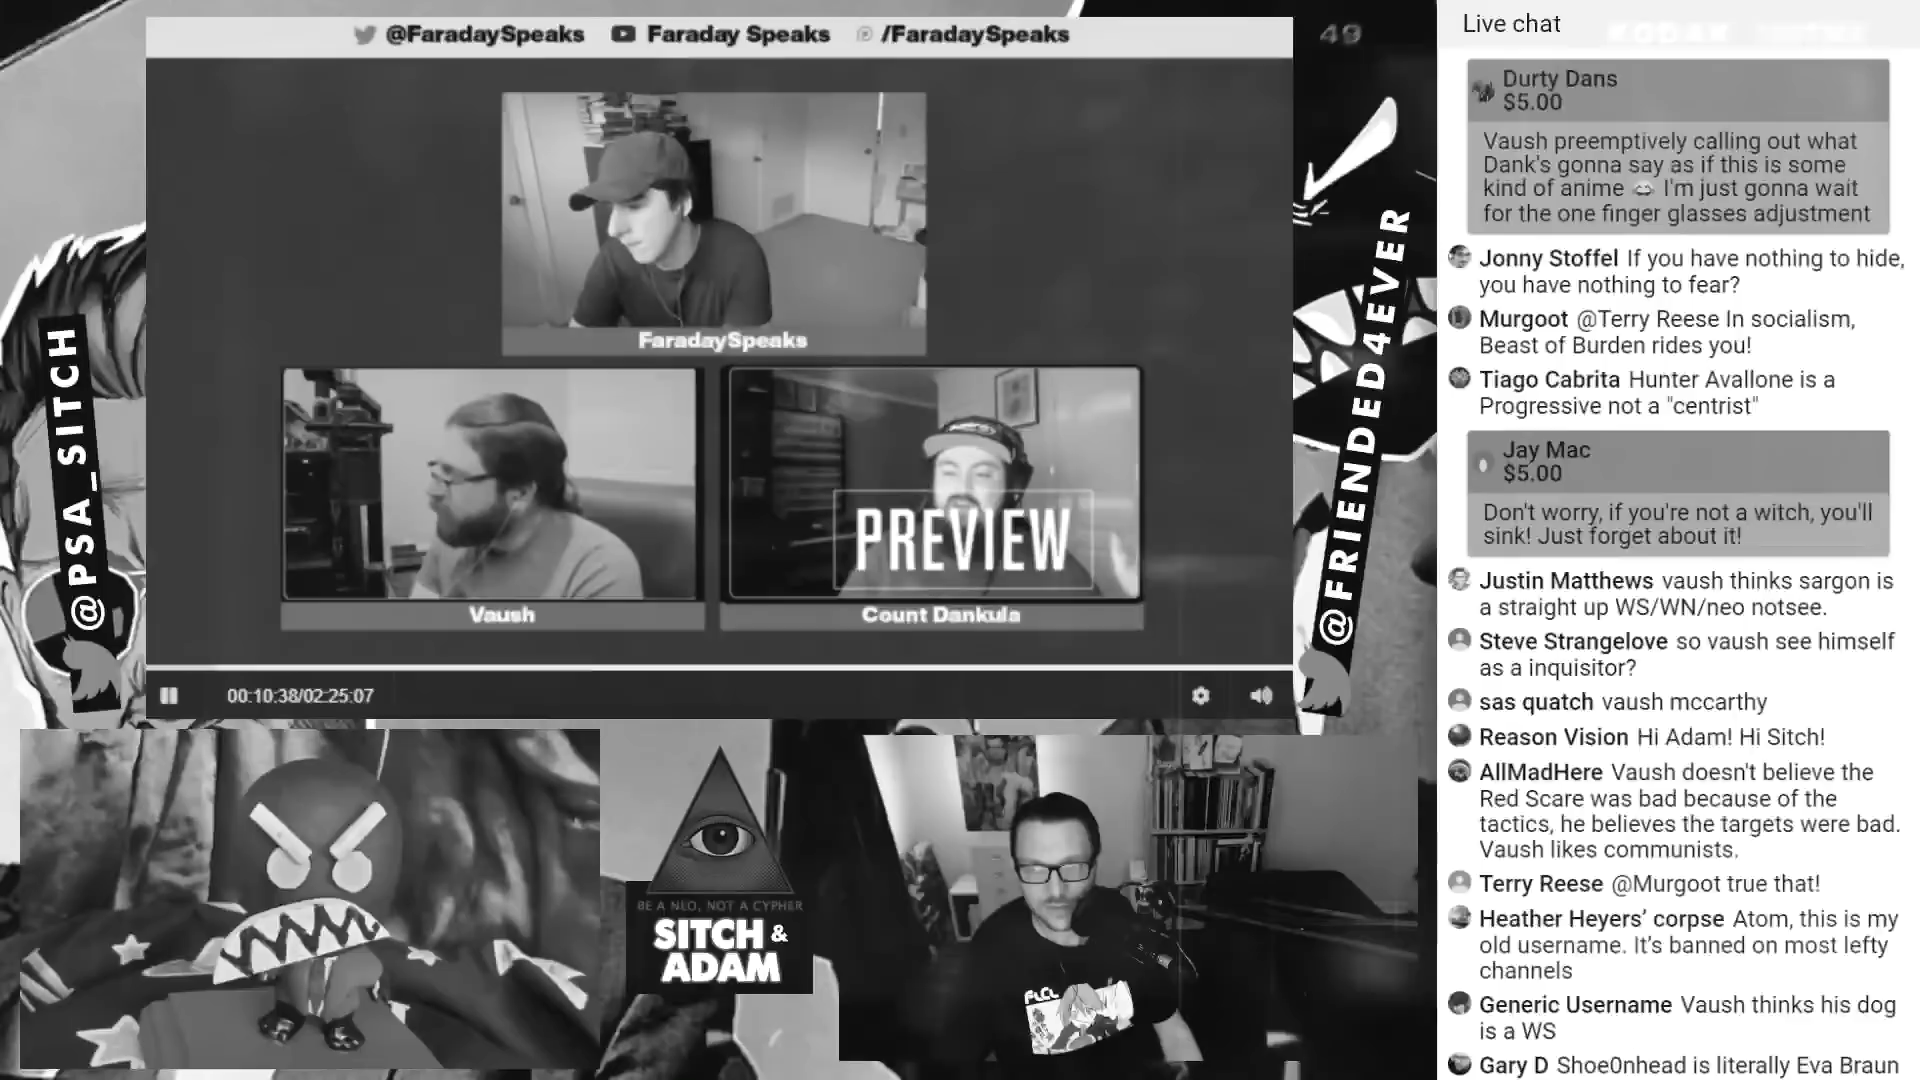 @FaradaySpeaks Faraday Speaks /FaradaySpeaks
49
FaradaySpeaks
PREVIEW
Vaush
Count Dankula
00:10:38/02:25:07
@PSA_SITCH
@FRIENDED4EVER
BE A NEO, NOT A CYPHER
SITCH &
ADAM
FLCL
Live chat
Durty Dans
$5.00
Vaush preemptively calling out what
Dank's gonna say as if this is some
kind of anime I'm just gonna wait
for the one finger glasses adjustment
Jonny Stoffel If you have nothing to hide,
you have nothing to fear?
Murgoot @Terry Reese In socialism,
Beast of Burden rides you!
Tiago Cabrita Hunter Avallone is a
Progressive not a "centrist"
Jay Mac
$5.00
Don't worry, if you're not a witch, you'll
sink! Just forget about it!
Justin Matthews vaush thinks sargon is
a straight up WS/WN/neo notsee.
Steve Strangelove so vaush see himself
as a inquisitor?
sas quatch vaush mccarthy
Reason Vision Hi Adam! Hi Sitch!
AllMadHere Vaush doesn't believe the
Red Scare was bad because of the
tactics, he believes the targets were bad.
Vaush likes communists.
Terry Reese @Murgoot true that!
Heather Heyers’ corpse Atom, this is my
old username. It’s banned on most lefty
channels
Generic Username Vaush thinks his dog
is a WS
Gary D Shoe0nhead is literally Eva Braun